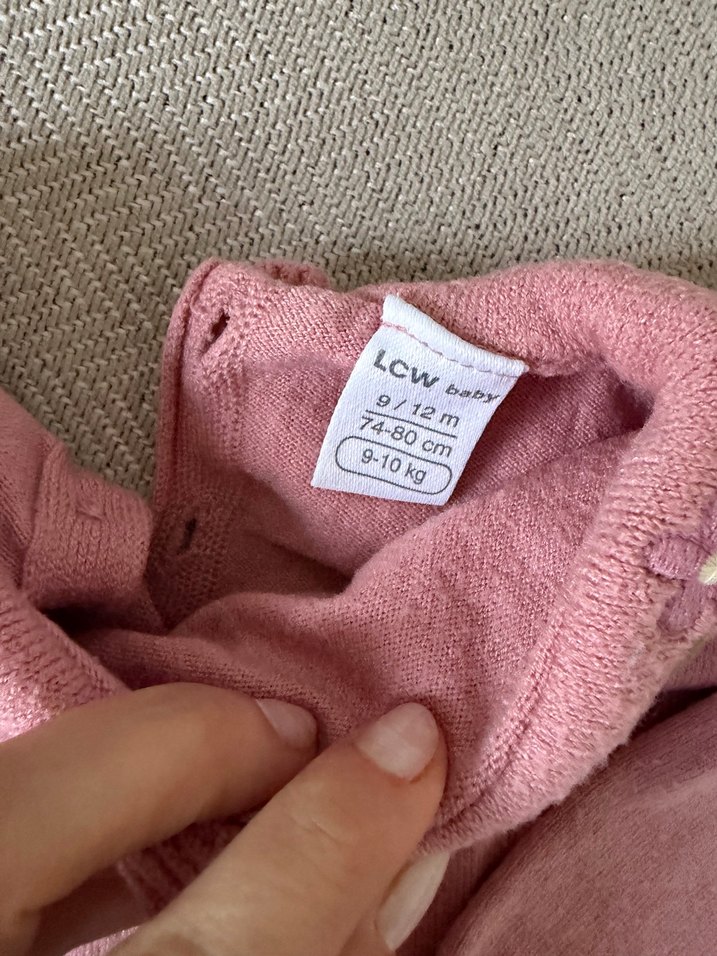 LCW baby
9 / 12 m
74-80 cm
9-10 kg